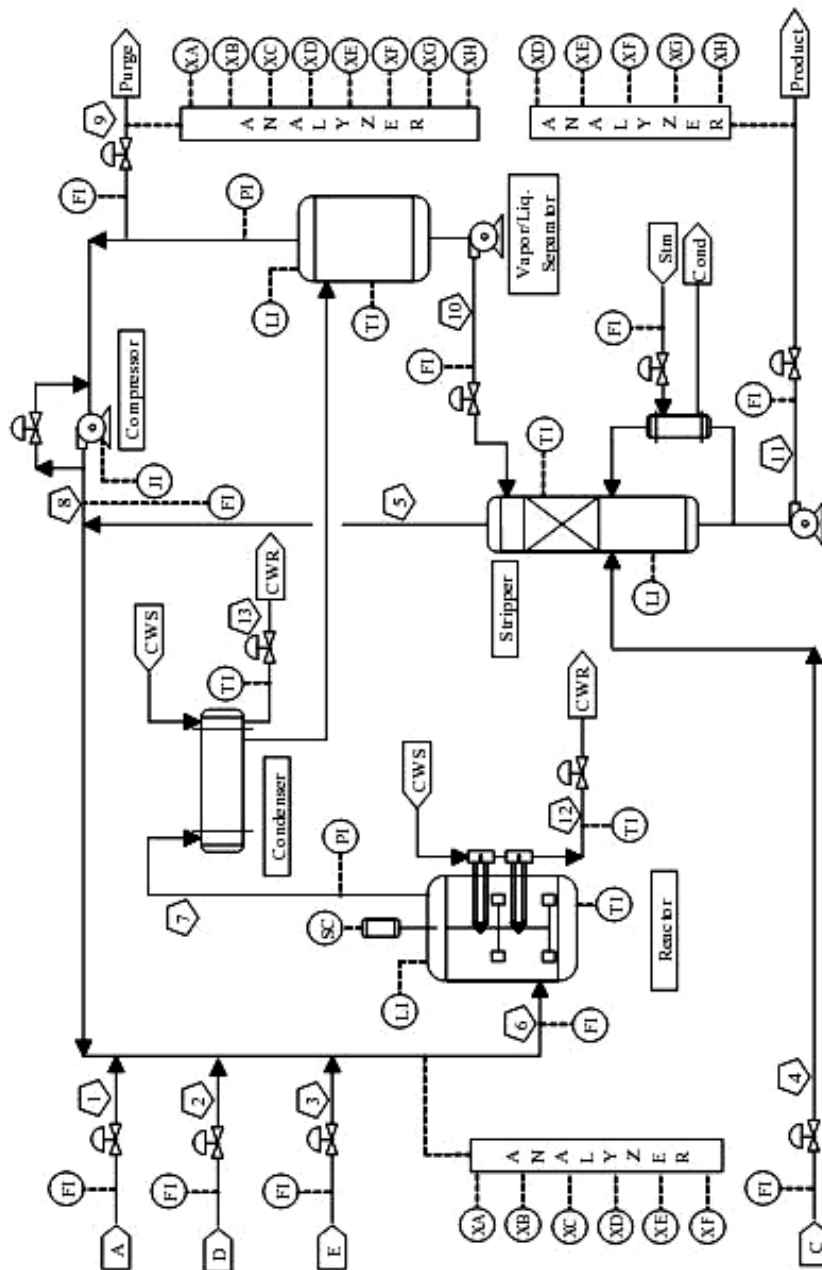 A
FI
1
D
FI
2
E
FI
3
C
FI
4
8
FI
JI
Compressor
FI
9
Purge
A N A L Y Z E R
XA
XB
XC
XD
XE
XF
XG
XH
PI
LI
TI
Vapor/Liq.
Separator
CWS
TI
13
CWR
Condenser
7
PI
SC
LI
CWS
12
TI
CWR
TI
Reactor
6
FI
5
Stripper
TI
LI
10
FI
FI
Stm
Cond
FI
11
Product
A N A L Y Z E R
XD
XE
XF
XG
XH
A N A L Y Z E R
XA
XB
XC
XD
XE
XF